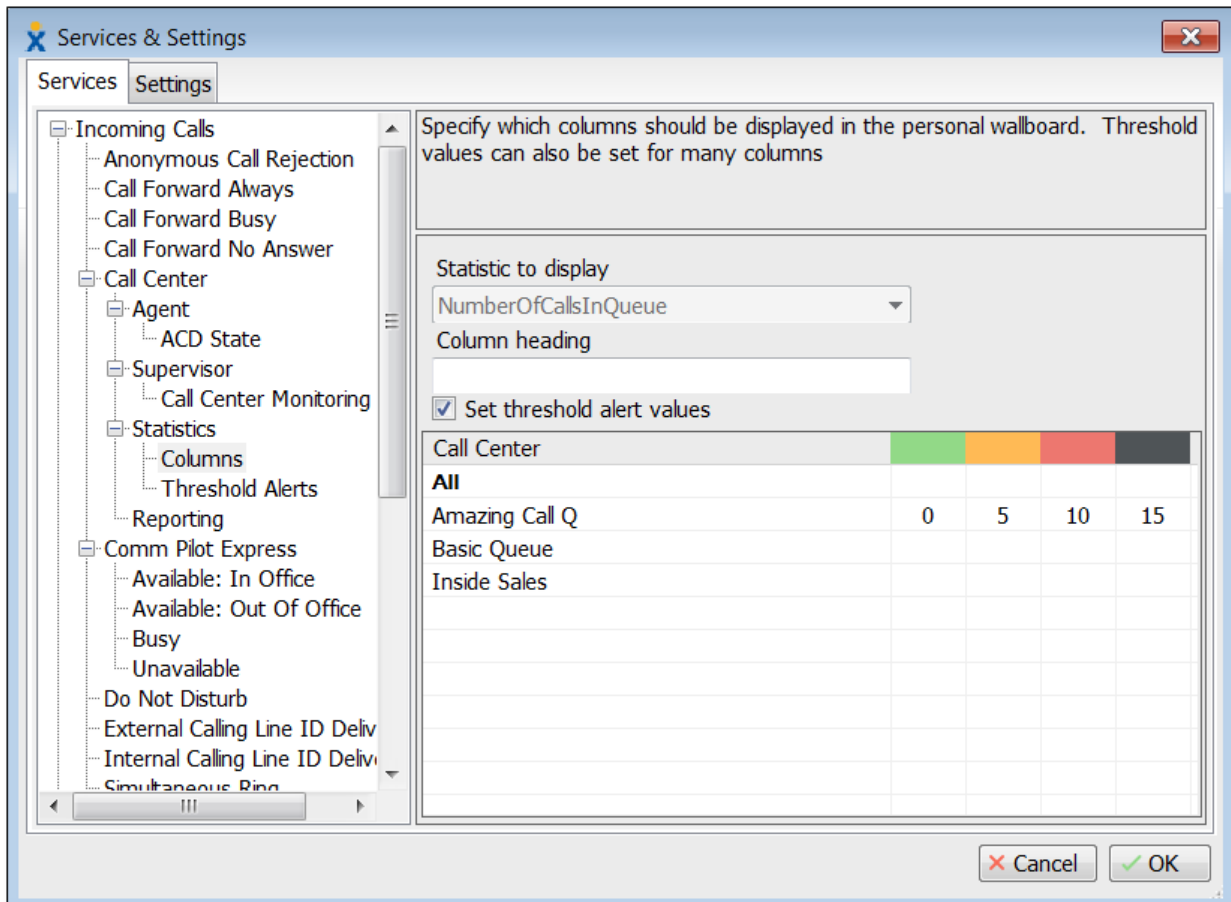 Services & Settings
Services Settings
Incoming Calls
Anonymous Call Rejection
Call Forward Always
Call Forward Busy
Call Forward No Answer
Call Center
Agent
ACD State
Supervisor
Call Center Monitoring
Statistics
Columns
Threshold Alerts
Reporting
Comm Pilot Express
Available: In Office
Available: Out Of Office
Busy
Unavailable
Do Not Disturb
External Calling Line ID Deliv
Internal Calling Line ID Delive
Simultaneous Ring
Specify which columns should be displayed in the personal wallboard. Threshold
values can also be set for many columns
Statistic to display
NumberOfCallsInQueue
Column heading
Set threshold alert values
Call Center
All
Amazing Call Q 0 5 10 15
Basic Queue
Inside Sales
Cancel OK